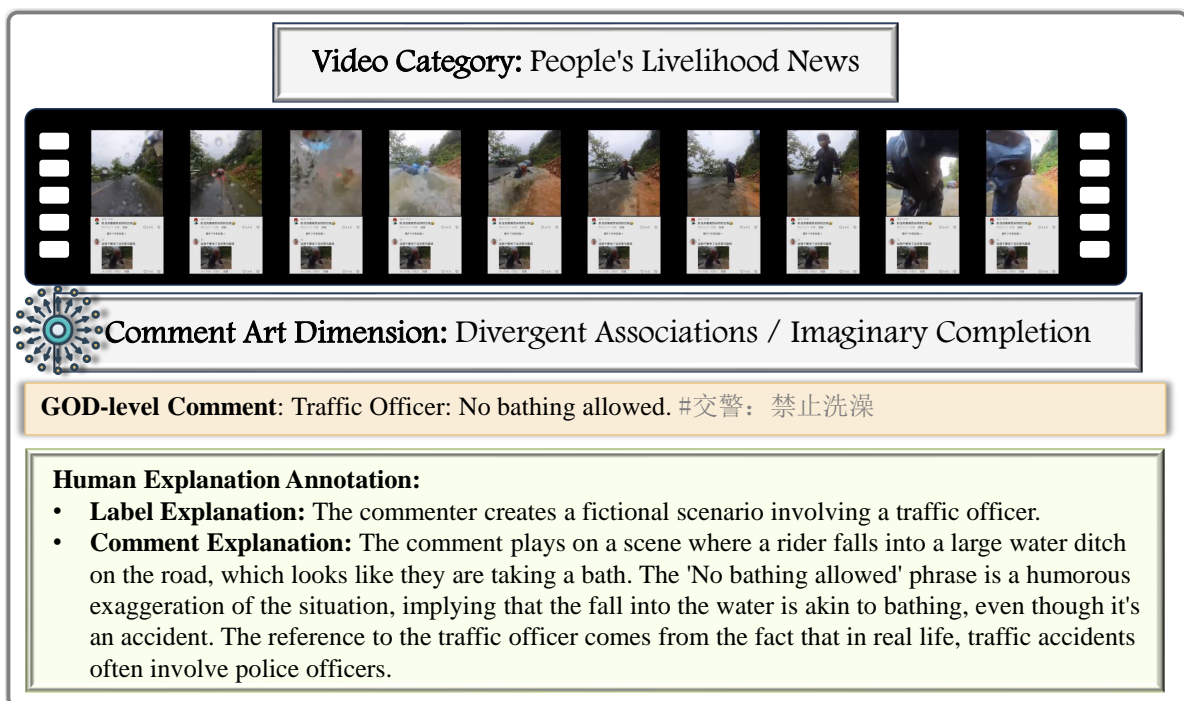 Video Category: People's Livelihood News
Comment Art Dimension: Divergent Associations / Imaginary Completion
GOD-level Comment: Traffic Officer: No bathing allowed. #交警：禁止洗澡
Human Explanation Annotation:
• Label Explanation: The commenter creates a fictional scenario involving a traffic officer.
• Comment Explanation: The comment plays on a scene where a rider falls into a large water ditch
on the road, which looks like they are taking a bath. The 'No bathing allowed' phrase is a humorous
exaggeration of the situation, implying that the fall into the water is akin to bathing, even though it's
an accident. The reference to the traffic officer comes from the fact that in real life, traffic accidents
often involve police officers.